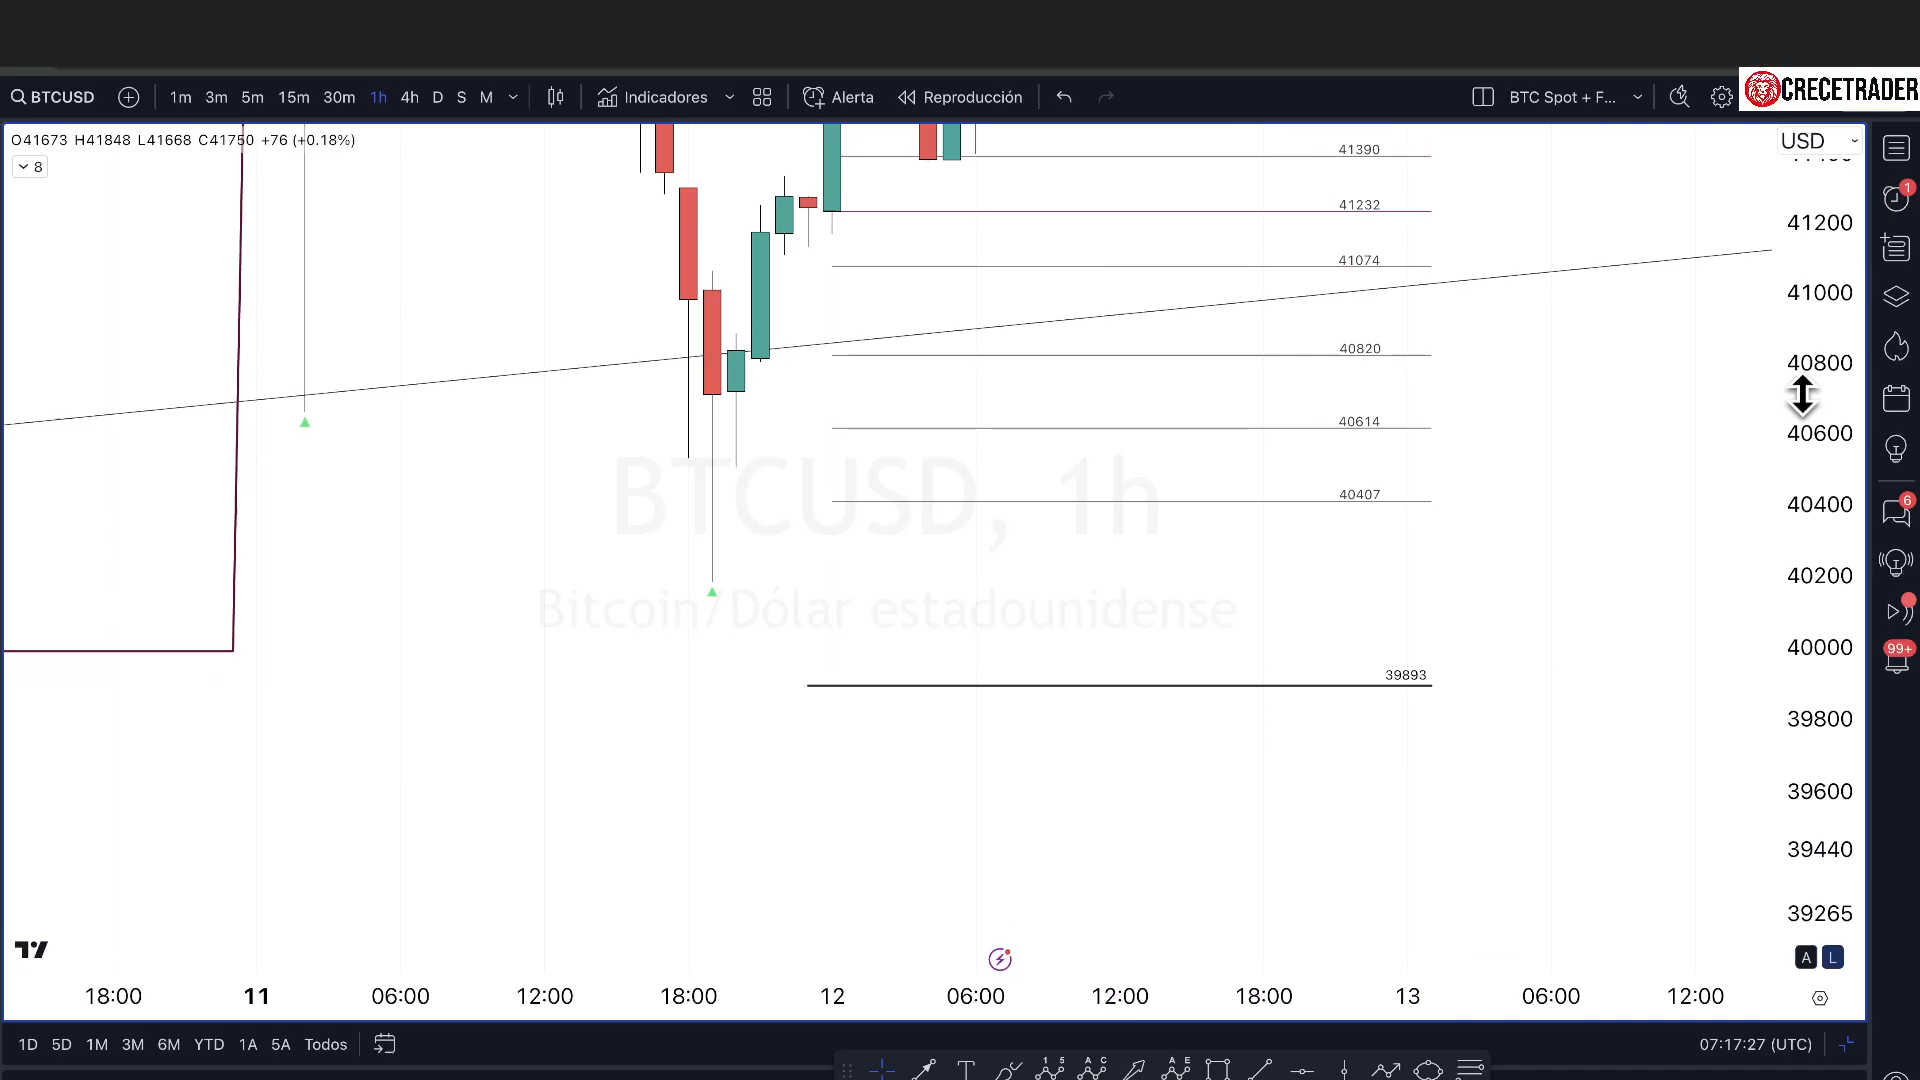 BTCUSD 1m 3m 5m 15m 30m 1h 4h D S M Indicadores Alerta Reproducción BTC Spot + F... CRECETRADER
O41673 H41848 L41668 C41750 +76 (+0.18%)
USD
8
41390
41232
41200
41074
41000
40820
40800
40614
40600
40407
40400
BTCUSD, 1h
Bitcoin/Dólar estadounidense
40200
40000
39893
39800
39600
39440
39265
A L
18:00 11 06:00 12:00 18:00 12 06:00 12:00 18:00 13 06:00 12:00
1D 5D 1M 3M 6M YTD 1A 5A Todos
07:17:27 (UTC)
1
6
99+